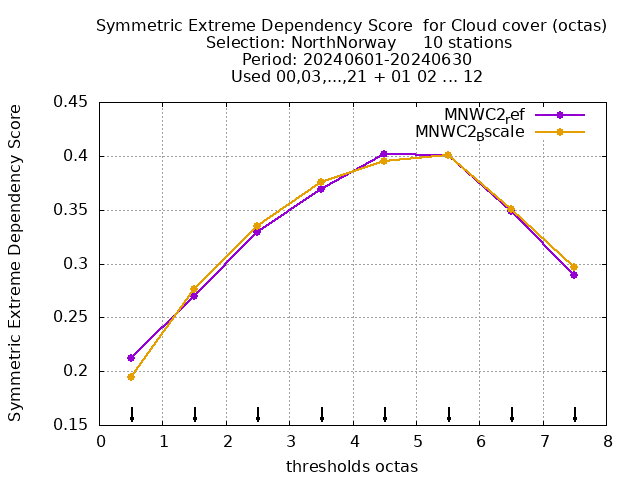 Symmetric Extreme Dependency Score  for Cloud cover (octas)
Selection: NorthNorway     10 stations
Period: 20240601-20240630
Used 00,03,...,21 + 01 02 ... 12
MNWC2ref
MNWC2Bscale
Symmetric Extreme Dependency Score
0.45
0.4
0.35
0.3
0.25
0.2
0.15
0 1 2 3 4 5 6 7 8
thresholds octas